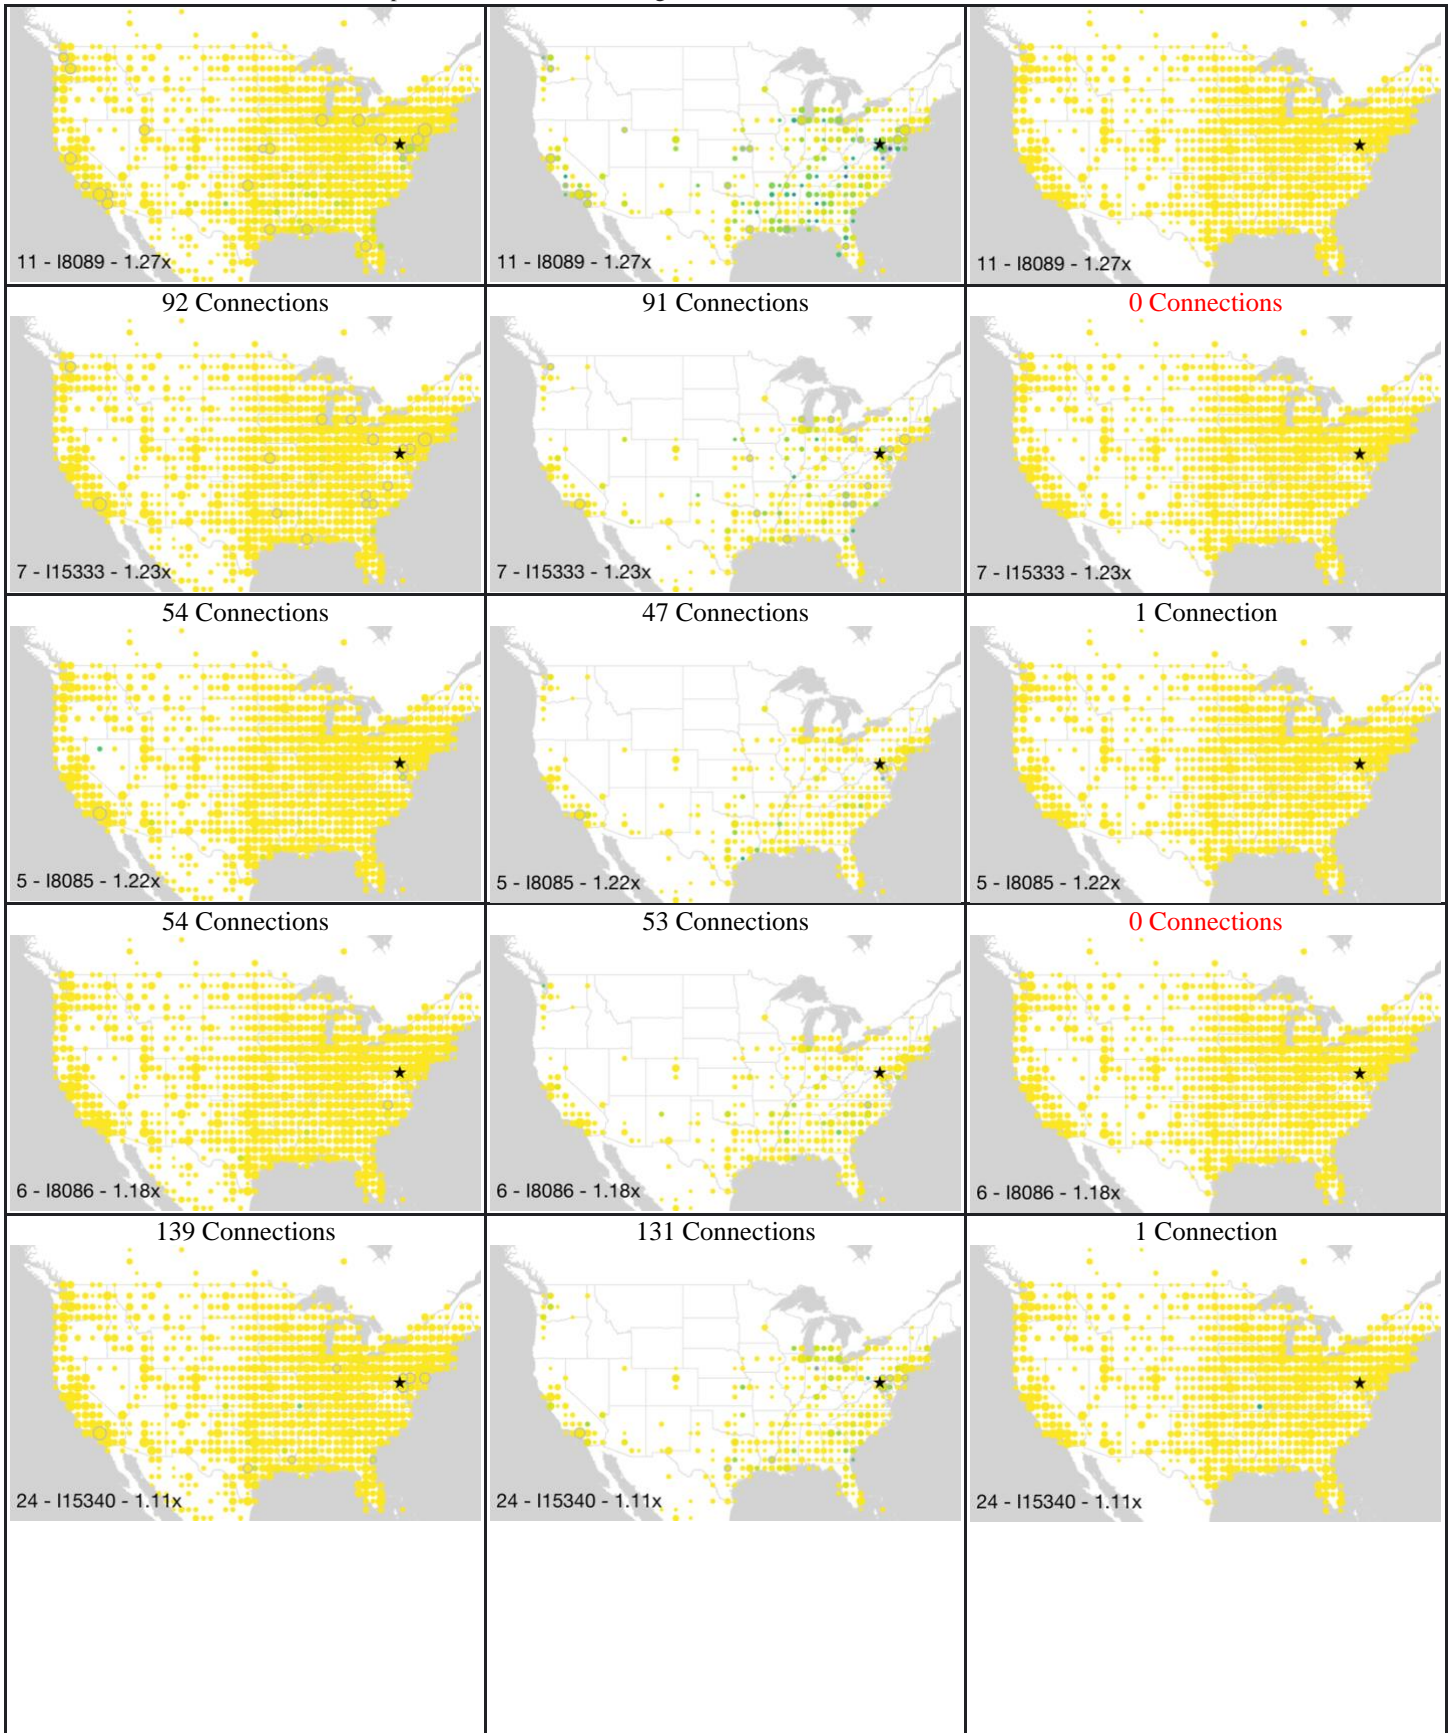 11 - I8089 - 1.27x
11 - I8089 - 1.27x
11 - I8089 - 1.27x
92 Connections
91 Connections
0 Connections
7 - I15333 - 1.23x
7 - I15333 - 1.23x
7 - I15333 - 1.23x
54 Connections
47 Connections
1 Connection
5 - I8085 - 1.22x
5 - I8085 - 1.22x
5 - I8085 - 1.22x
54 Connections
53 Connections
0 Connections
6 - I8086 - 1.18x
6 - I8086 - 1.18x
6 - I8086 - 1.18x
139 Connections
131 Connections
1 Connection
24 - I15340 - 1.11x
24 - I15340 - 1.11x
24 - I15340 - 1.11x